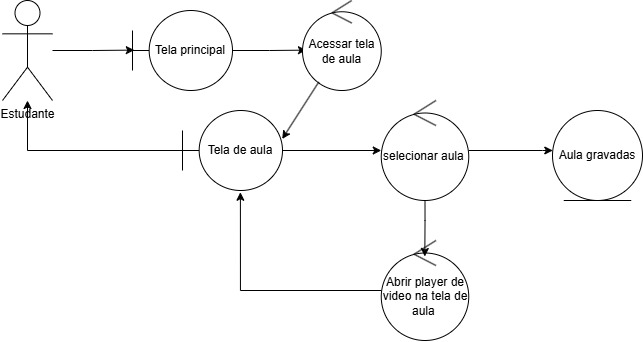 Tela principal
Acessar tela
de aula
Estudante
Tela de aula
selecionar aula
Aula gravadas
Abrir player de
video na tela de
aula